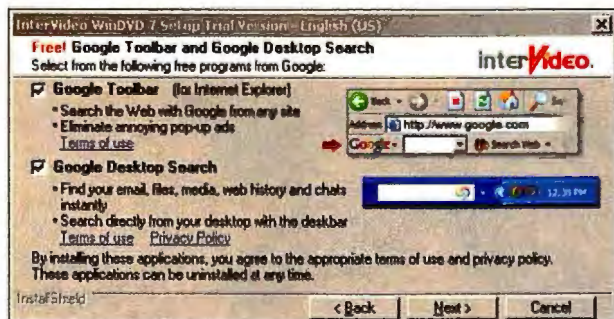 InterVideo WinDVD 7 Setup Trial Version - English (US)
Free! Google Toolbar and Google Desktop Search
Select from the following free programs from Google:
interVideo.
Google Toolbar (for Internet Explorer)
• Search the Web with Google from any site
• Eliminate annoying pop-up ads
Terms of use
Back
Address http://www.google.com
Google Search Web
Google Desktop Search
• Find your email, files, media, web history and chats
instantly
• Search directly from your desktop with the deskbar
Terms of use Privacy Policy
12:35 PM
By installing these applications, you agree to the appropriate terms of use and privacy policy.
These applications can be uninstalled at any time.
InstallShield
< Back Next > Cancel